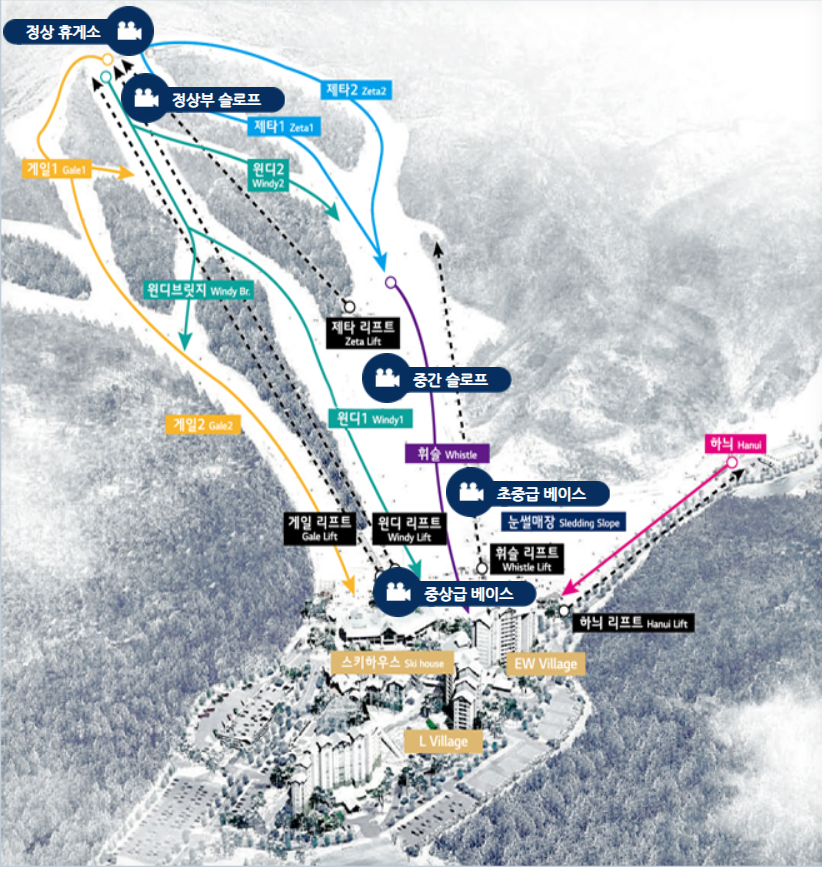 정상 휴게소
정상부 슬로프
제타2 Zeta2
제타1 Zeta1
게일1 Gale1
윈디2
Windy2
윈디브릿지 Windy Br.
제타 리프트
Zeta Lift
중간 슬로프
게일2 Gale2
윈디1 Windy1
휘슬 Whistle
하늬 Hanui
초중급 베이스
눈썰매장 Sledding Slope
게일 리프트
Gale Lift
윈디 리프트
Windy Lift
휘슬 리프트
Whistle Lift
중상급 베이스
하늬 리프트 Hanui Lift
스키하우스 Ski house
EW Village
L Village